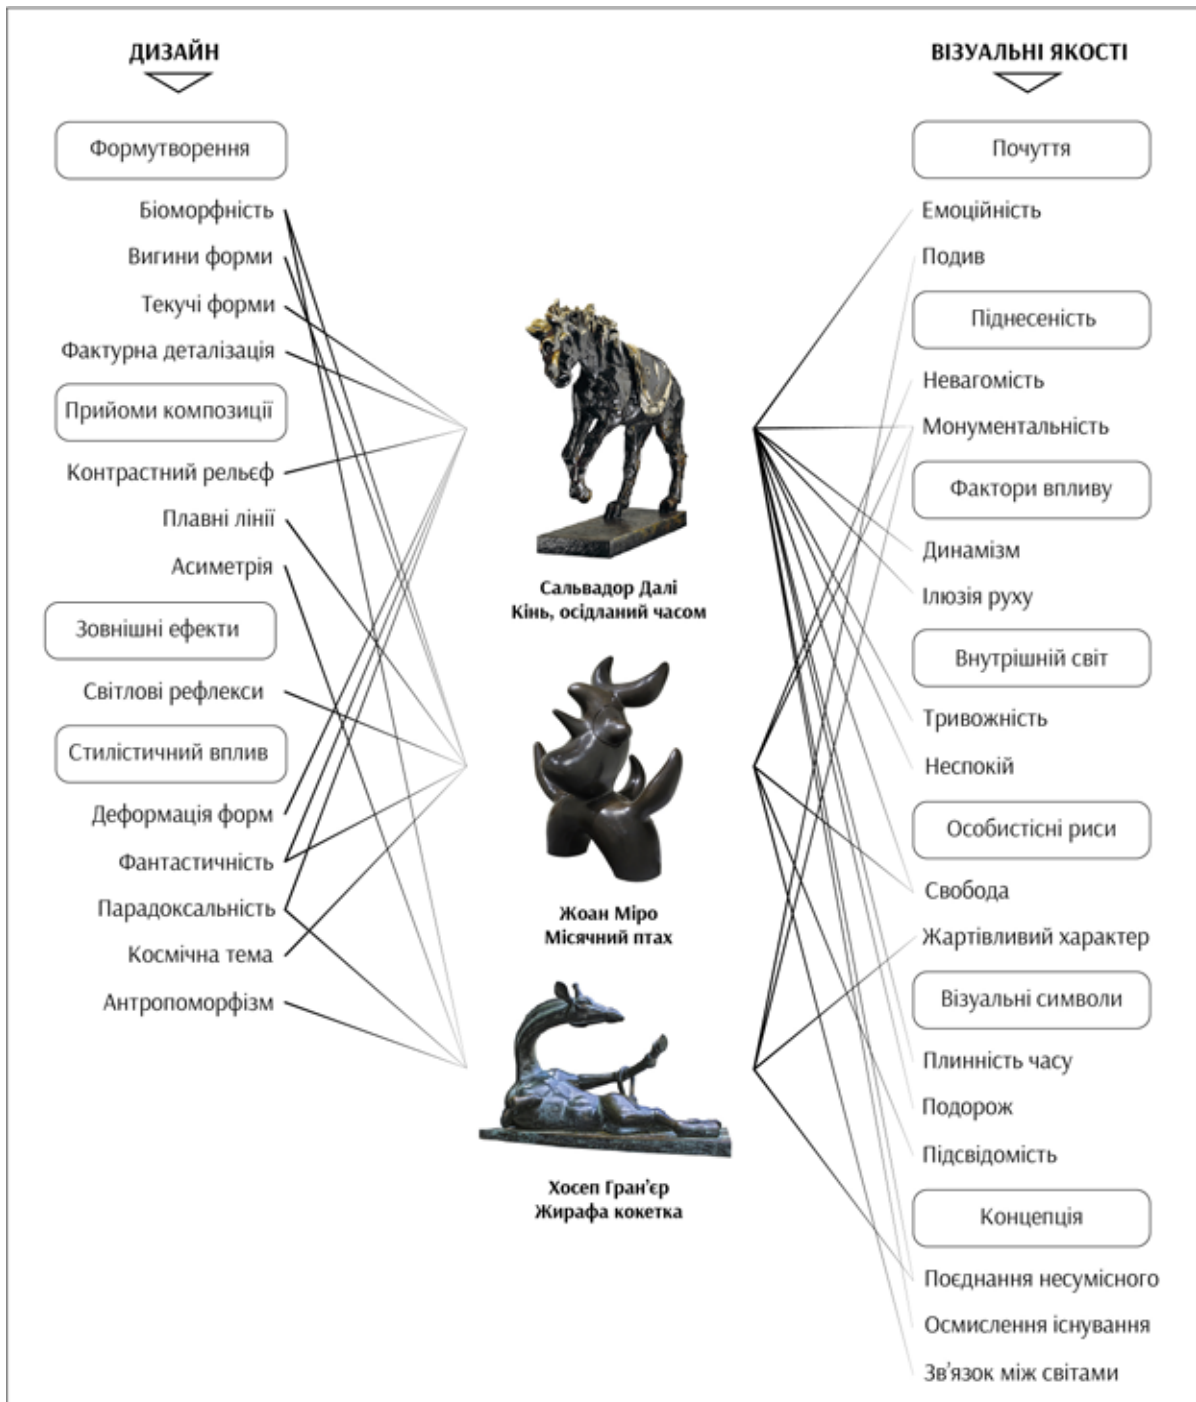 ДИЗАЙН
Формутворення
Біоморфність
Вигини форми
Текучі форми
Фактурна деталізація
Прийоми композиції
Контрастний рельєф
Плавні лінії
Асиметрія
Зовнішні ефекти
Світлові рефлекси
Стилістичний вплив
Деформація форм
Фантастичність
Парадоксальність
Космічна тема
Антропоморфізм
Сальвадор Далі
Кінь, осідланий часом
Жоан Міро
Місячний птах
Хосеп Гран’єр
Жирафа кокетка
ВІЗУАЛЬНІ ЯКОСТІ
Почуття
Емоційність
Подив
Піднесеність
Невагомість
Монументальність
Фактори впливу
Динамізм
Ілюзія руху
Внутрішній світ
Тривожність
Неспокій
Особистісні риси
Свобода
Жартівливий характер
Візуальні символи
Плинність часу
Подорож
Підсвідомість
Концепція
Поєднання несумісного
Осмислення існування
Зв’язок між світами